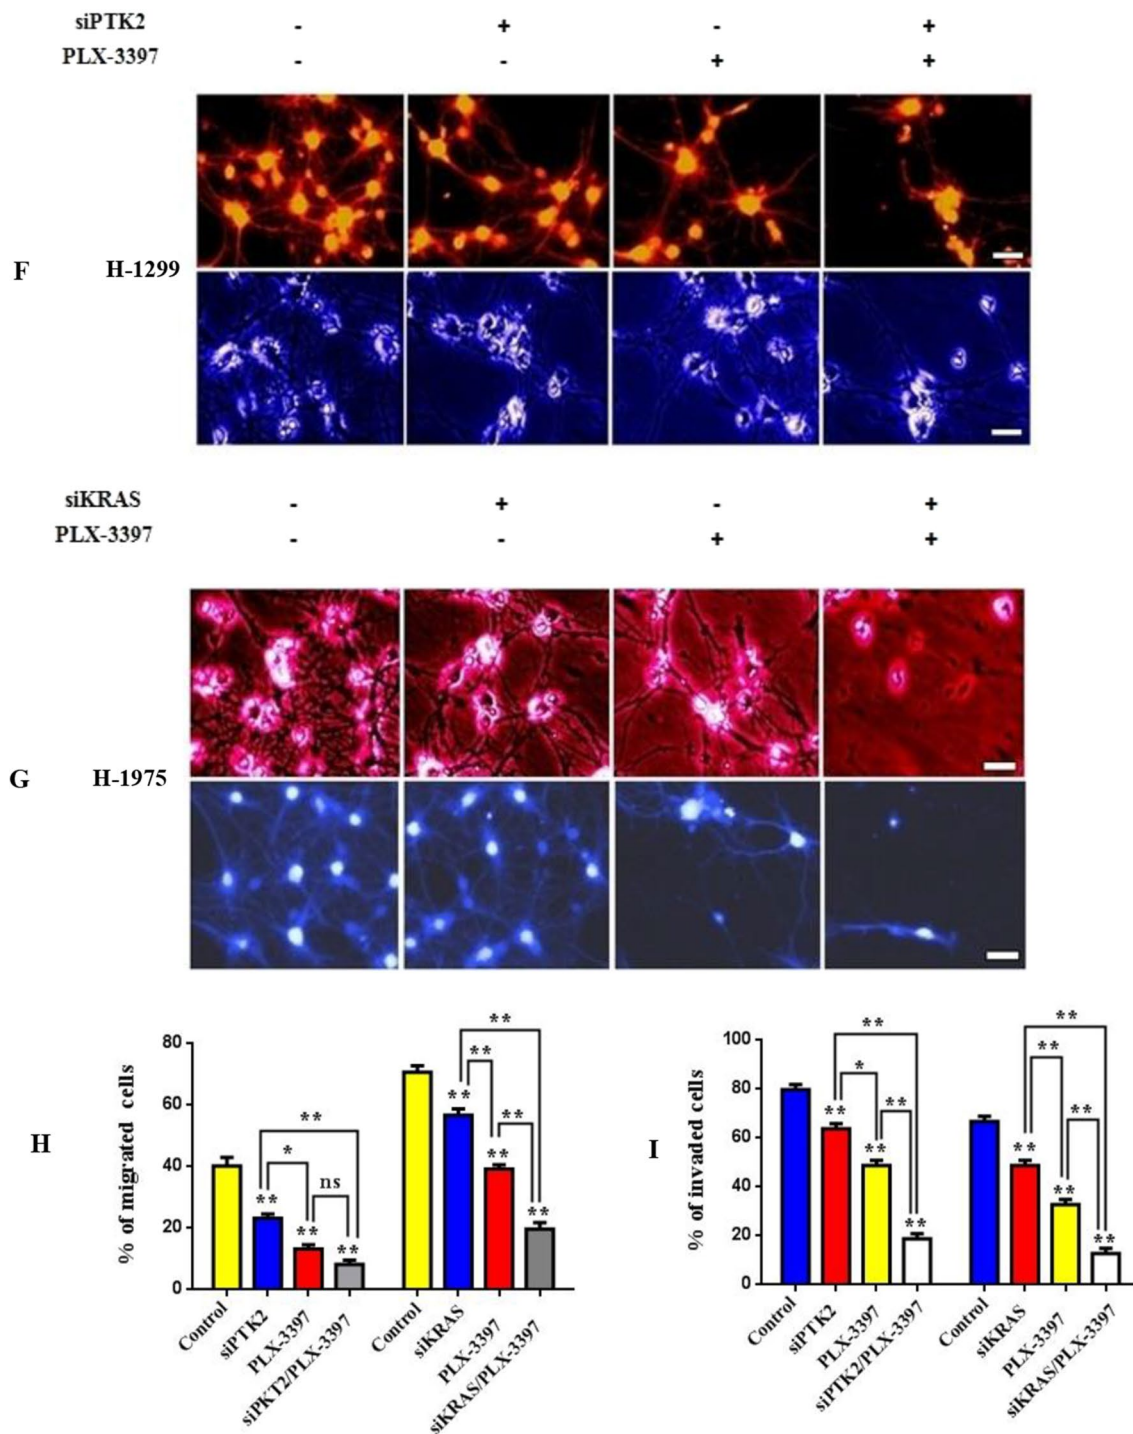 siPTK2 - + - +
PLX-3397 - - + +
F H-1299
siKRAS - + - +
PLX-3397 - - + +
G H-1975
H
% of migrated cells
80
60
40
20
0
** ** ** **
* ns
** ** **
** ** **
Control
siPTK2
PLX-3397
siPKT2/PLX-3397
Control
siKRAS
PLX-3397
siKRAS/PLX-3397
I
% of invaded cells
100
80
60
40
20
0
** * **
** ** **
** ** **
** ** **
Control
siPTK2
PLX-3397
siPTK2/PLX-3397
Control
siKRAS
PLX-3397
siKRAS/PLX-3397